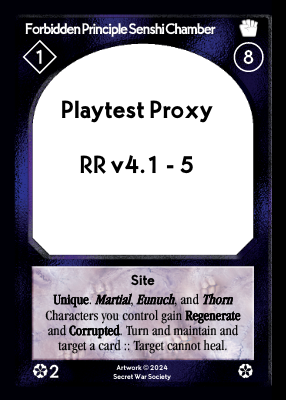 Forbidden Principle Senshi Chamber
1
8
Playtest Proxy
RR v4.1 - 5
Site
Unique. Martial, Eunuch, and Thorn
Characters you control gain Regenerate
and Corrupted. Turn and maintain and
target a card :: Target cannot heal.
2
Artwork © 2024
Secret War Society